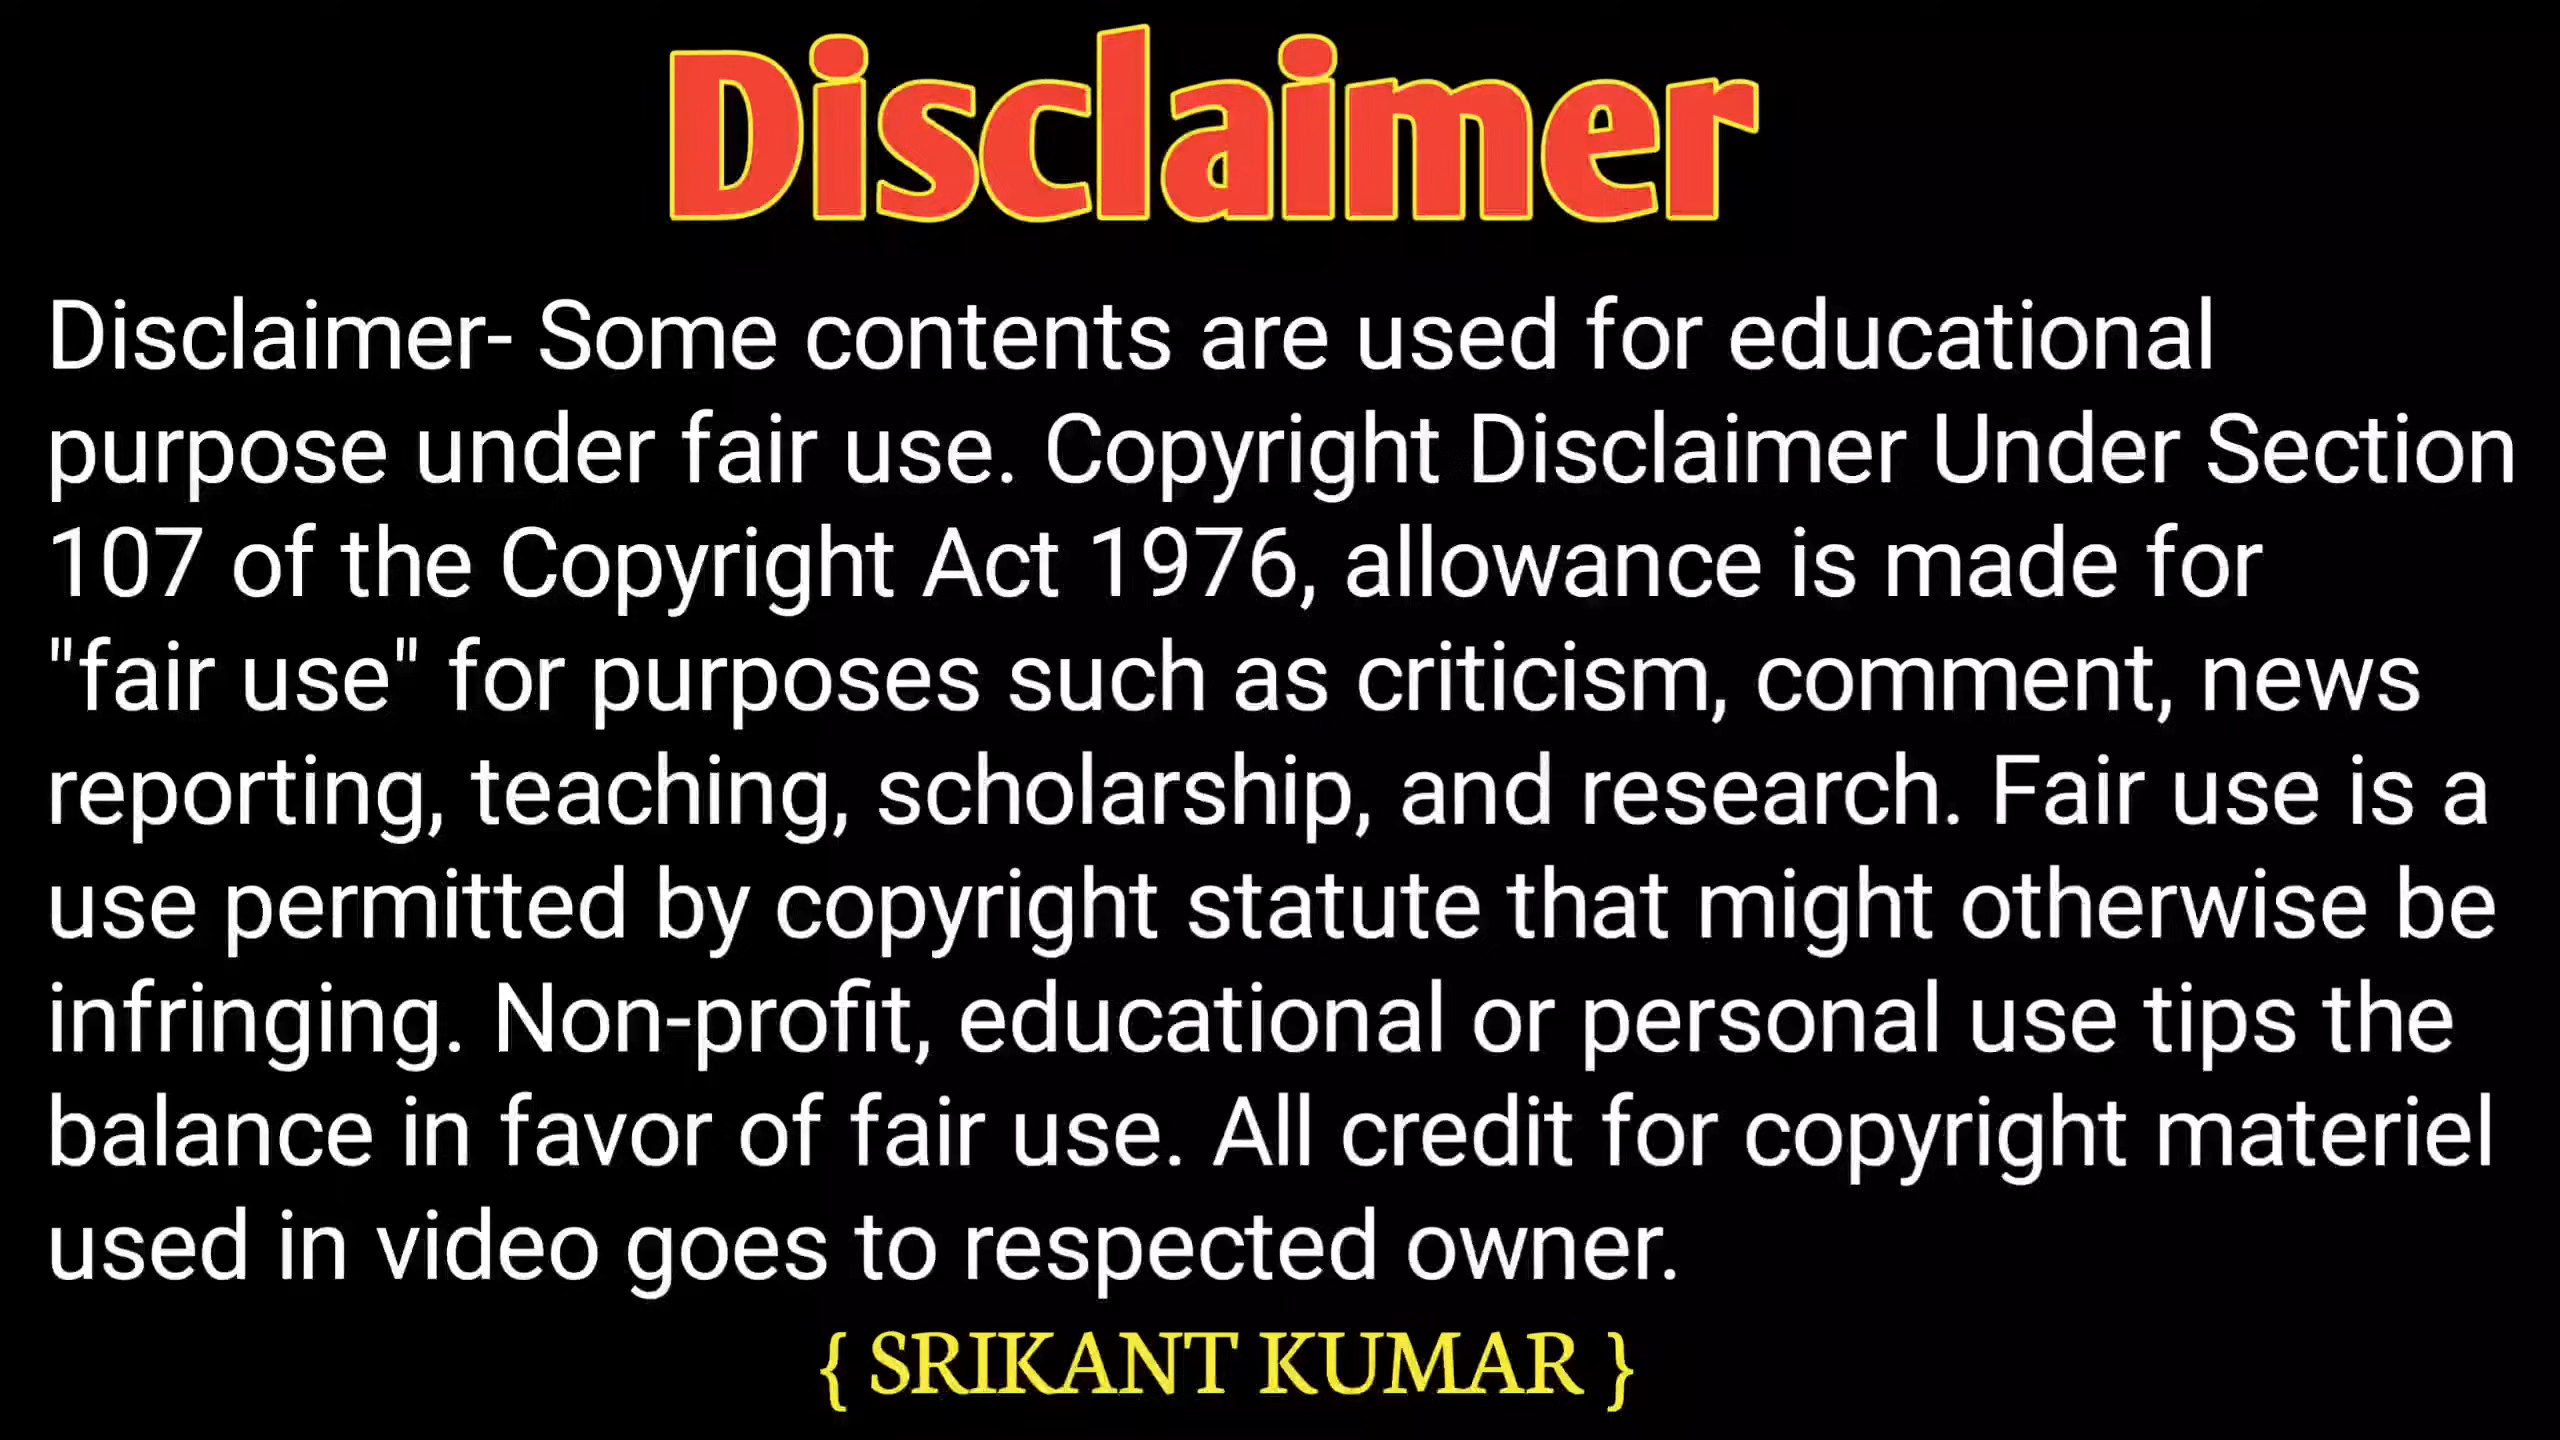 Disclaimer
Disclaimer- Some contents are used for educational
purpose under fair use. Copyright Disclaimer Under Section
107 of the Copyright Act 1976, allowance is made for
"fair use" for purposes such as criticism, comment, news
reporting, teaching, scholarship, and research. Fair use is a
use permitted by copyright statute that might otherwise be
infringing. Non-profit, educational or personal use tips the
balance in favor of fair use. All credit for copyright materiel
used in video goes to respected owner.
{ SRIKANT KUMAR }